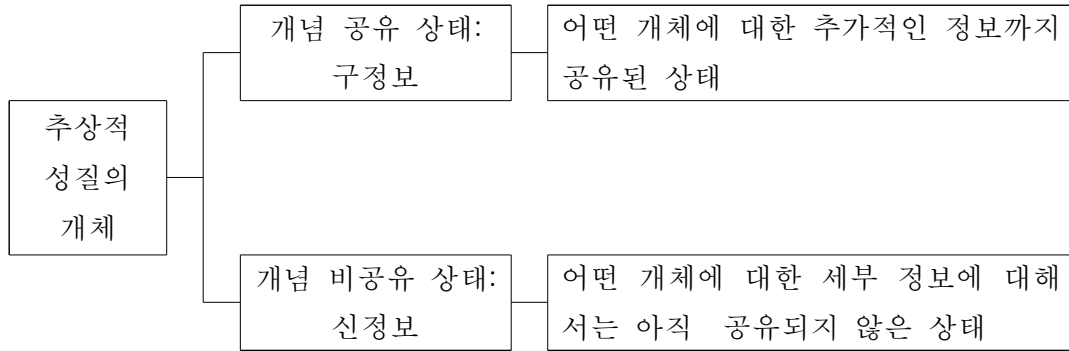 추상적
성질의
개체
개념 공유 상태:
구정보
어떤 개체에 대한 추가적인 정보까지
공유된 상태
개념 비공유 상태:
신정보
어떤 개체에 대한 세부 정보에 대해
서는 아직 공유되지 않은 상태